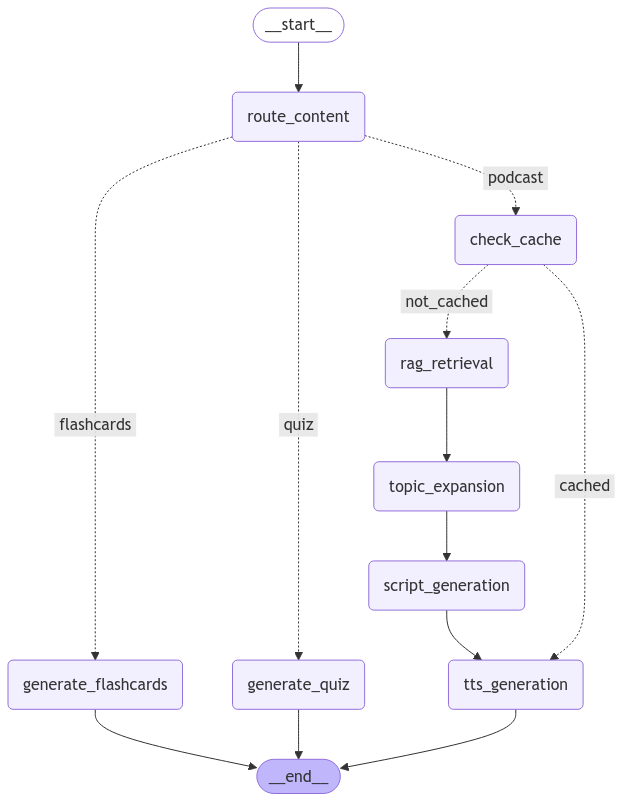 __start__
route_content
podcast
check_cache
not_cached
rag_retrieval
flashcards
quiz
topic_expansion
cached
script_generation
generate_flashcards
generate_quiz
tts_generation
__end__